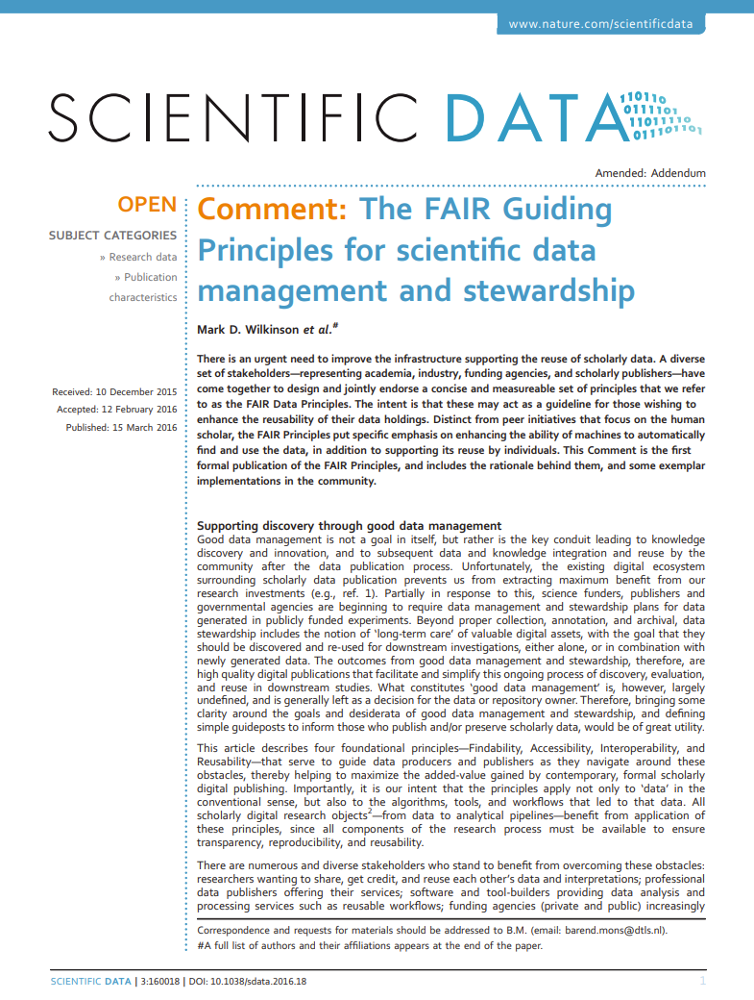 www.nature.com/scientificdata
SCIENTIFIC DATA
110110
0111101
11011110
011101101
Amended: Addendum
OPEN
SUBJECT CATEGORIES
» Research data
» Publication
characteristics
Received: 10 December 2015
Accepted: 12 February 2016
Published: 15 March 2016
Comment: The FAIR Guiding
Principles for scientific data
management and stewardship
Mark D. Wilkinson et al.#
There is an urgent need to improve the infrastructure supporting the reuse of scholarly data. A diverse
set of stakeholders—representing academia, industry, funding agencies, and scholarly publishers—have
come together to design and jointly endorse a concise and measureable set of principles that we refer
to as the FAIR Data Principles. The intent is that these may act as a guideline for those wishing to
enhance the reusability of their data holdings. Distinct from peer initiatives that focus on the human
scholar, the FAIR Principles put specific emphasis on enhancing the ability of machines to automatically
find and use the data, in addition to supporting its reuse by individuals. This Comment is the first
formal publication of the FAIR Principles, and includes the rationale behind them, and some exemplar
implementations in the community.
Supporting discovery through good data management
Good data management is not a goal in itself, but rather is the key conduit leading to knowledge
discovery and innovation, and to subsequent data and knowledge integration and reuse by the
community after the data publication process. Unfortunately, the existing digital ecosystem
surrounding scholarly data publication prevents us from extracting maximum benefit from our
research investments (e.g., ref. 1). Partially in response to this, science funders, publishers and
governmental agencies are beginning to require data management and stewardship plans for data
generated in publicly funded experiments. Beyond proper collection, annotation, and archival, data
stewardship includes the notion of ‘long-term care’ of valuable digital assets, with the goal that they
should be discovered and re-used for downstream investigations, either alone, or in combination with
newly generated data. The outcomes from good data management and stewardship, therefore, are
high quality digital publications that facilitate and simplify this ongoing process of discovery, evaluation,
and reuse in downstream studies. What constitutes ‘good data management’ is, however, largely
undefined, and is generally left as a decision for the data or repository owner. Therefore, bringing some
clarity around the goals and desiderata of good data management and stewardship, and defining
simple guideposts to inform those who publish and/or preserve scholarly data, would be of great utility.
This article describes four foundational principles—Findability, Accessibility, Interoperability, and
Reusability—that serve to guide data producers and publishers as they navigate around these
obstacles, thereby helping to maximize the added-value gained by contemporary, formal scholarly
digital publishing. Importantly, it is our intent that the principles apply not only to ‘data’ in the
conventional sense, but also to the algorithms, tools, and workflows that led to that data. All
scholarly digital research objects2—from data to analytical pipelines—benefit from application of
these principles, since all components of the research process must be available to ensure
transparency, reproducibility, and reusability.
There are numerous and diverse stakeholders who stand to benefit from overcoming these obstacles:
researchers wanting to share, get credit, and reuse each other’s data and interpretations; professional
data publishers offering their services; software and tool-builders providing data analysis and
processing services such as reusable workflows; funding agencies (private and public) increasingly
Correspondence and requests for materials should be addressed to B.M. (email: barend.mons@dtls.nl).
#A full list of authors and their affiliations appears at the end of the paper.
SCIENTIFIC DATA | 3:160018 | DOI: 10.1038/sdata.2016.18
1